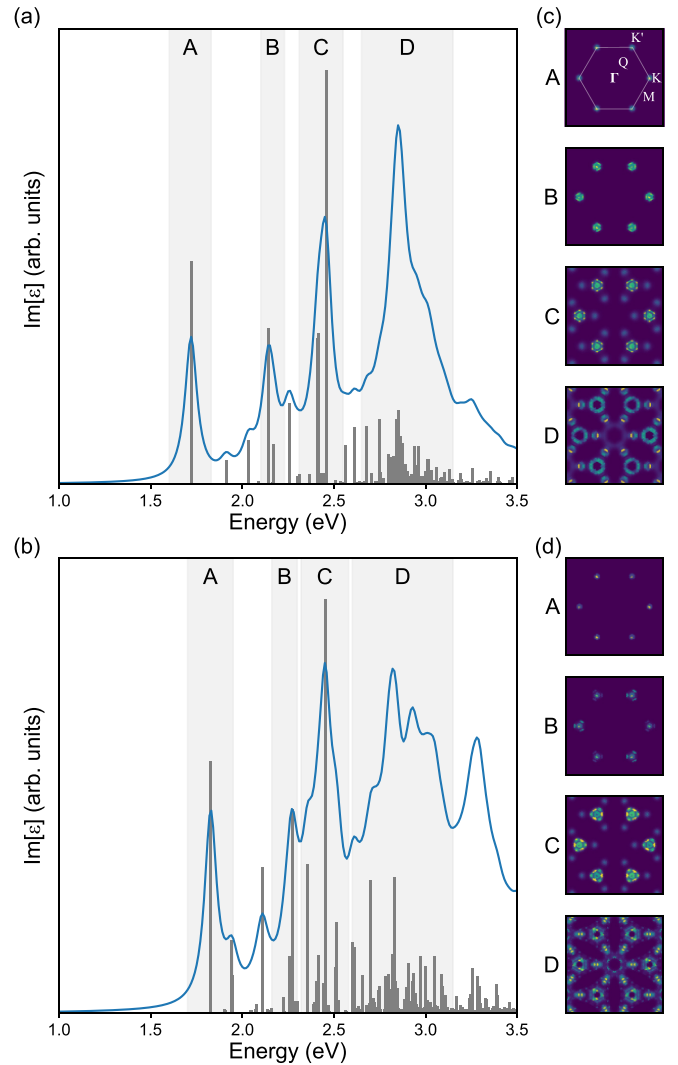 (a)
A
B
C
D
Im[ε] (arb. units)
1.0 1.5 2.0 2.5 3.0 3.5
Energy (eV)
(c)
A
K'
Q
Γ
K
M
B
C
D
(b)
A
B
C
D
Im[ε] (arb. units)
1.0 1.5 2.0 2.5 3.0 3.5
Energy (eV)
(d)
A
B
C
D